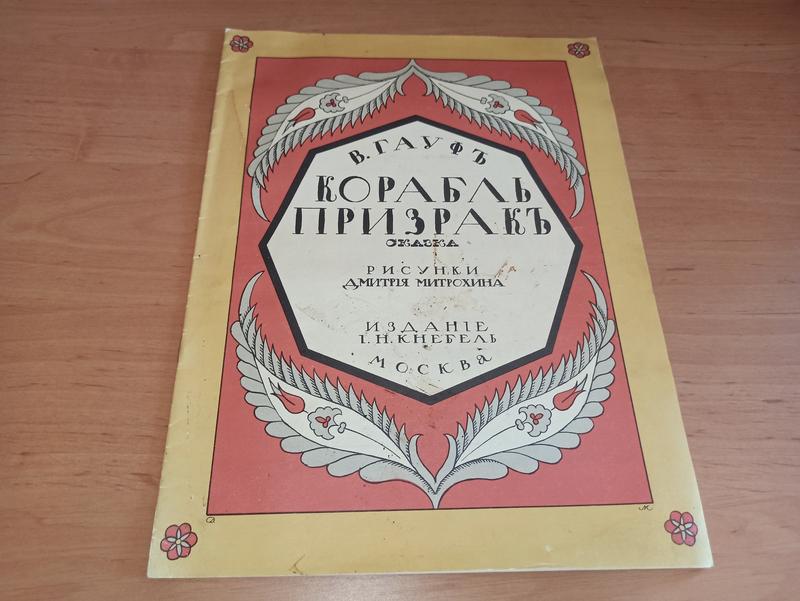 В. ГАУФЪ
КОРАБЛЬ
ПРИЗРАКЪ
СКАЗКА
РИСУНКИ
ДМИТРІЯ МИТРОХИНА
ИЗДАНІЕ
І. Н. КНЕБЕЛЬ
МОСКВА
Д. М.